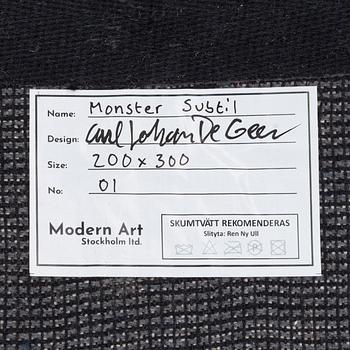 Name: Monster Subtil
Design: Carl Johan De Geer
Size: 200 x 300
No: 01
Modern Art
Stockholm ltd.
SKUMTVÄTT REKOMENDERAS
Slityta: Ren Ny Ull